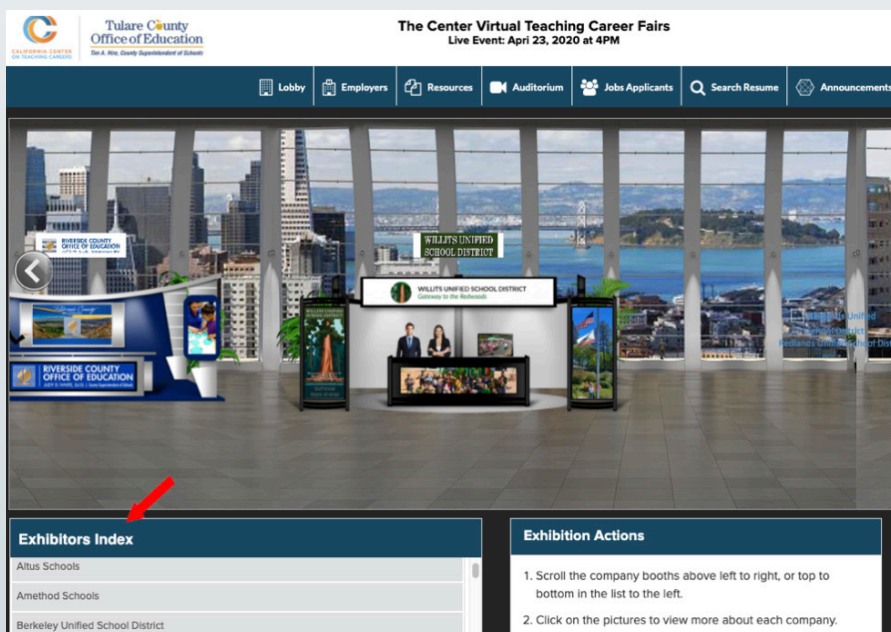 CALIFORNIA CENTER
ON TEACHING CAREERS
Tulare County
Office of Education
Tim A. Hire, County Superintendent of Schools
The Center Virtual Teaching Career Fairs
Live Event: Apri 23, 2020 at 4PM
Lobby
Employers
Resources
Auditorium
Jobs Applicants
Search Resume
Announcements
RIVERSIDE COUNTY
OFFICE OF EDUCATION
WILLITS UNIFIED
SCHOOL DISTRICT
WILLITS UNIFIED SCHOOL DISTRICT
Gateway to the Redwoods
WILLITS UNIFIED
Unified
District
Redlands Unified School Dist
RIVERSIDE COUNTY
OFFICE OF EDUCATION
Exhibitors Index
Altus Schools
Amethod Schools
Berkeley Unified School District
Exhibition Actions
1. Scroll the company booths above left to right, or top to
bottom in the list to the left.
2. Click on the pictures to view more about each company.